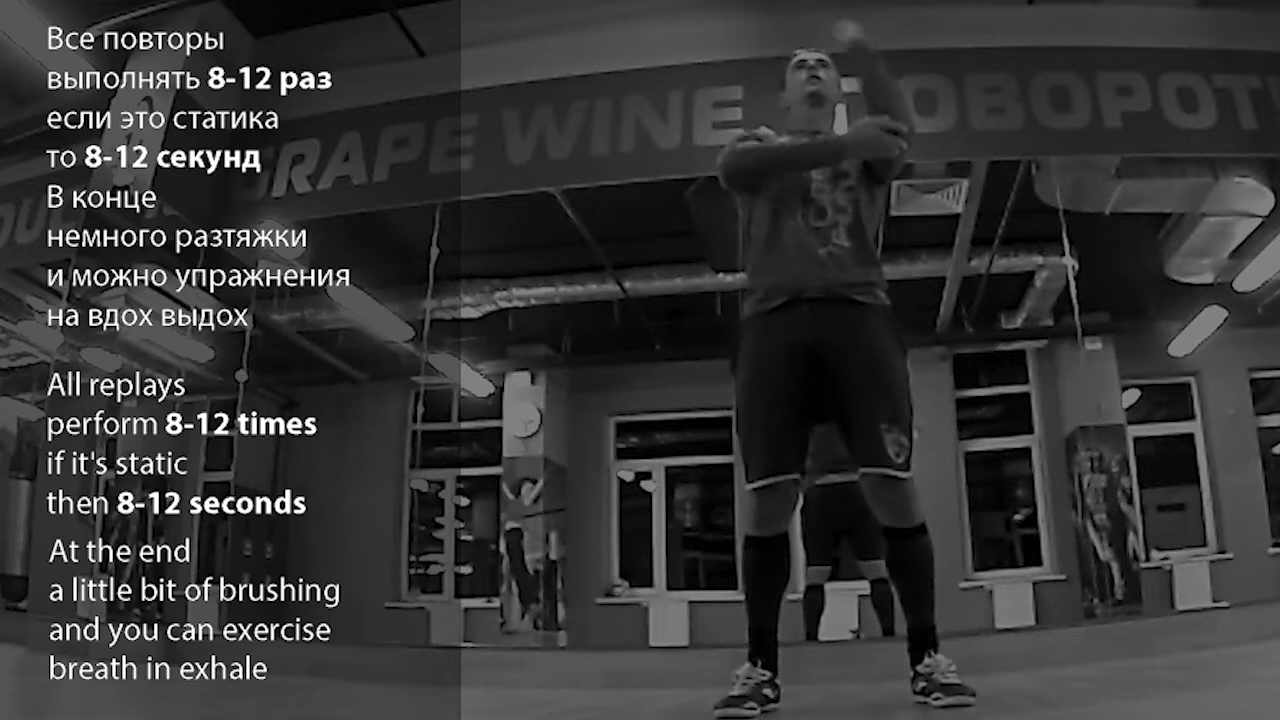 Все повторы
выполнять 8-12 раз
если это статика
то 8-12 секунд
В конце
немного разтяжки
и можно упражнения
на вдох выдох
All replays
perform 8-12 times
if it's static
then 8-12 seconds
At the end
a little bit of brushing
and you can exercise
breath in exhale
WINE